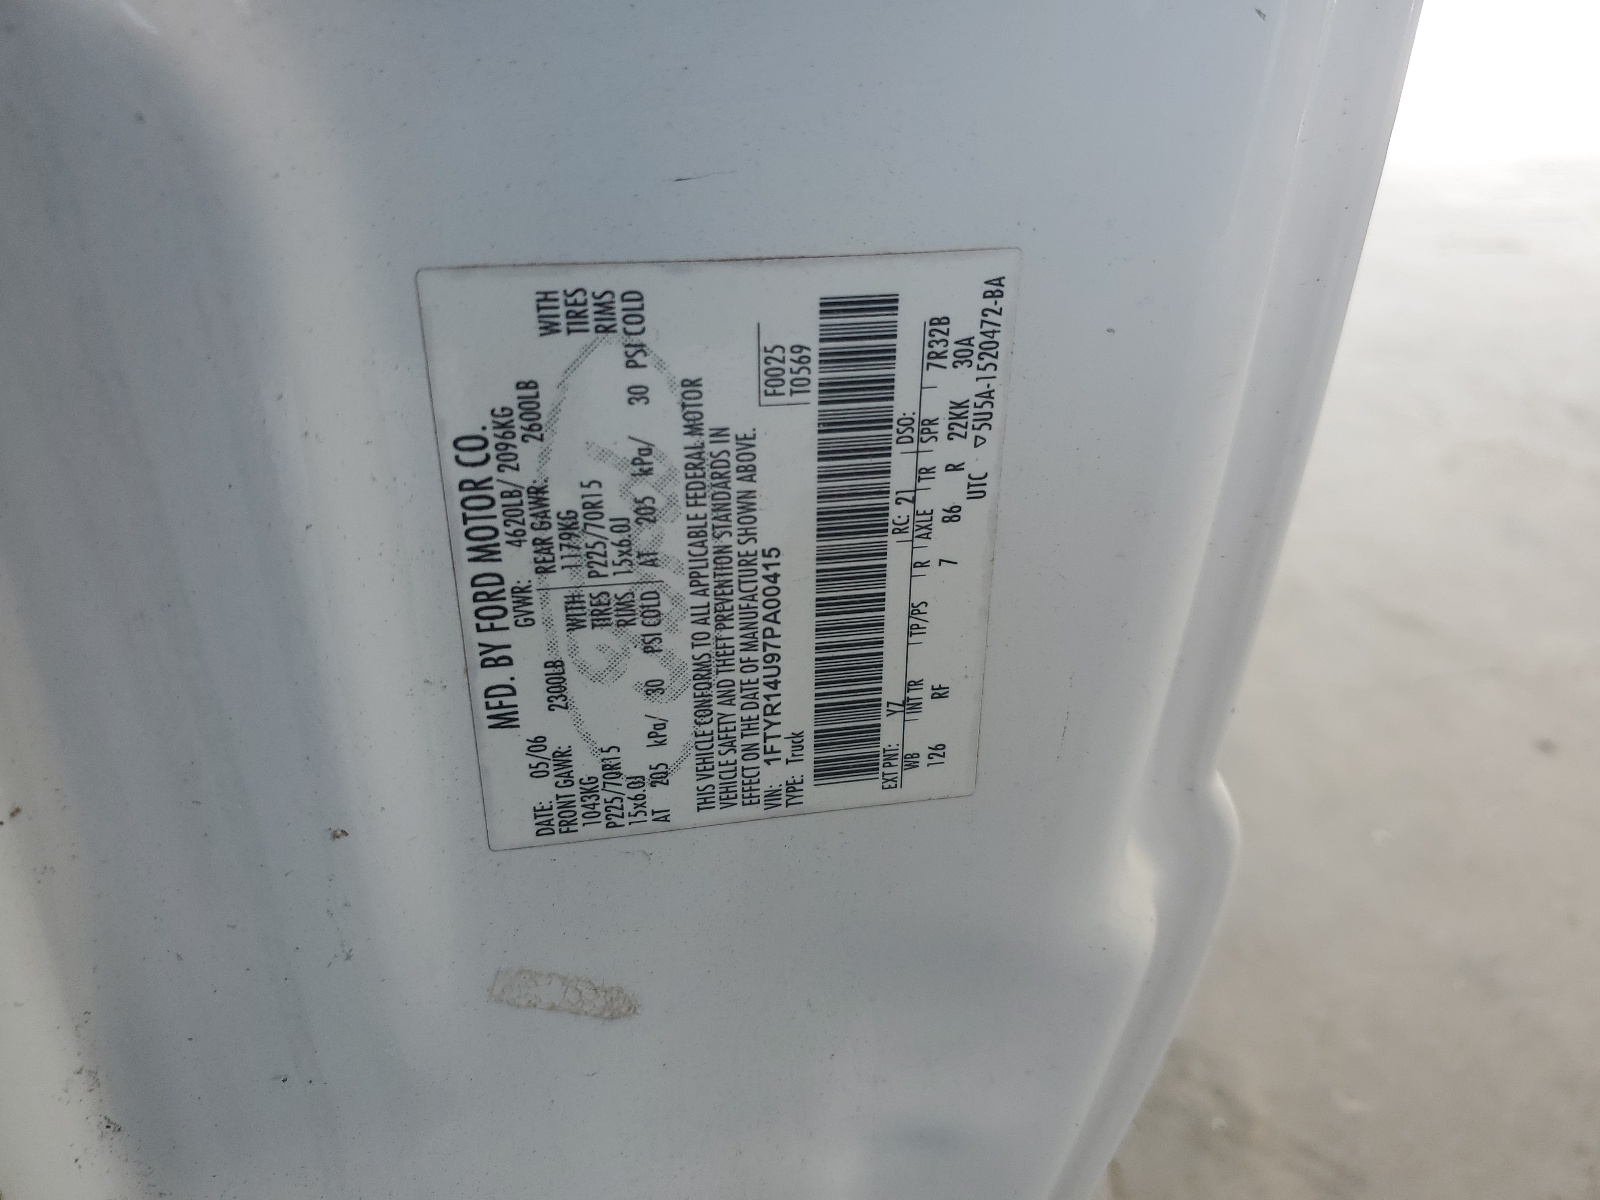 MFD. BY FORD MOTOR CO.
DATE: 05/06 GVWR: 4620LB/ 2096KG
FRONT GAWR: 2300LB REAR GAWR: 2600LB
1043KG WITH 1179KG WITH
P225/70R15 TIRES P225/70R15 TIRES
15x6.0J RIMS 15x6.0J RIMS
AT 205 kPa/ 30 PSI COLD AT 205 kPa/ 30 PSI COLD
THIS VEHICLE CONFORMS TO ALL APPLICABLE FEDERAL MOTOR
VEHICLE SAFETY AND THEFT PREVENTION STANDARDS IN
EFFECT ON THE DATE OF MANUFACTURE SHOWN ABOVE.
VIN: 1FTYR14U97PA00415 F0025
TYPE: Truck T0569
EXT PNT: YZ RC: 21 DSO:
WB INT TR TP/PS R AXLE TR SPR 7R32B
126 RF 7 86 R 22KK 30A
UTC ▽5U5A-1520472-BA